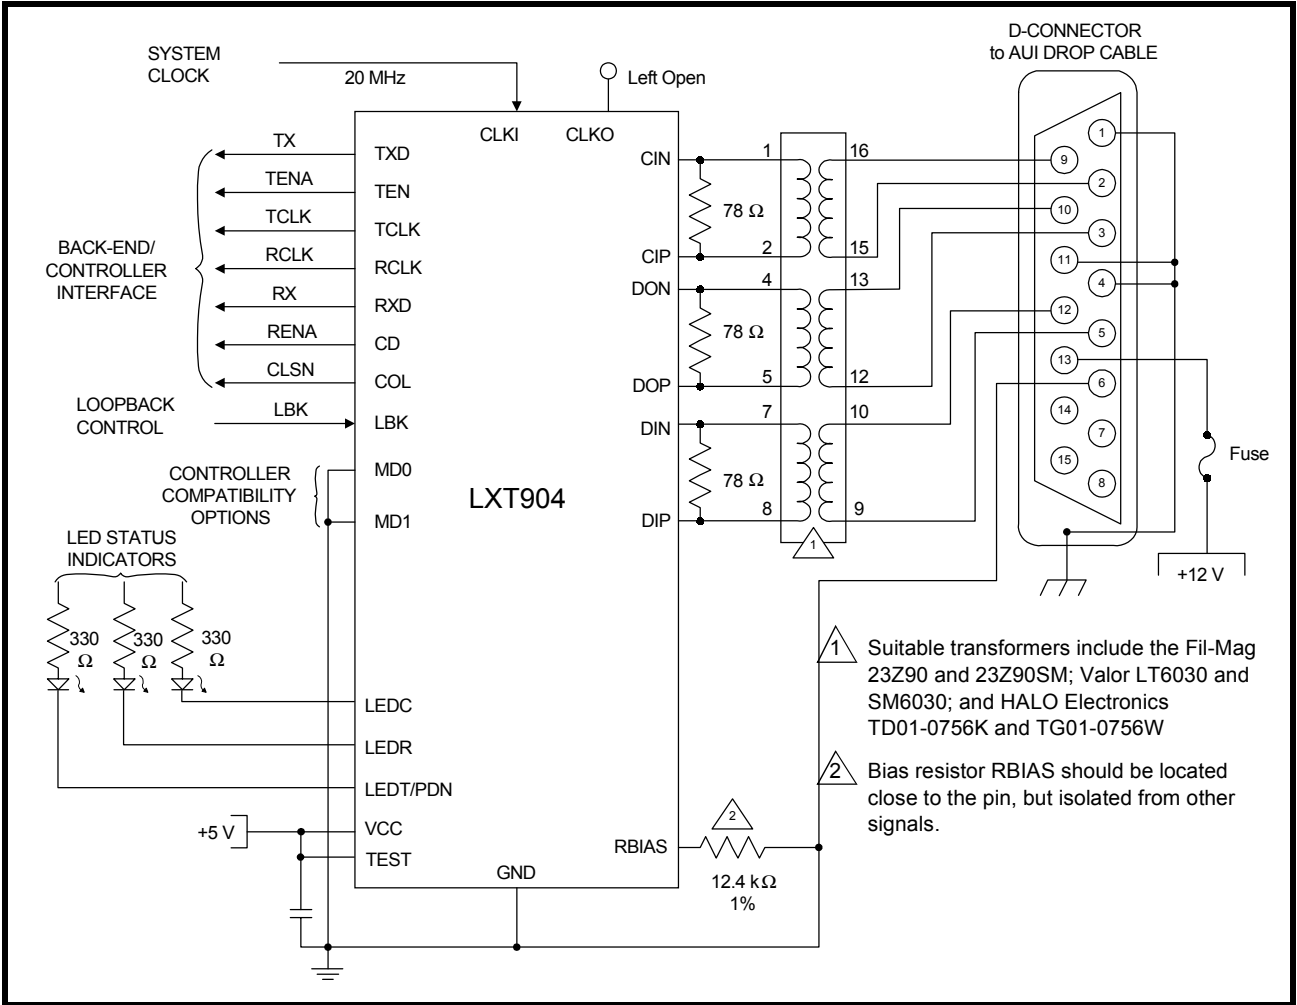 D-CONNECTOR
to AUI DROP CABLE
SYSTEM
CLOCK
20 MHz
Left Open
CLKI
CLKO
BACK-END/
CONTROLLER
INTERFACE
TX
TENA
TCLK
RCLK
RX
RENA
CLSN
TXD
TEN
TCLK
RCLK
RXD
CD
COL
LOOPBACK
CONTROL
LBK
LBK
CONTROLLER
COMPATIBILITY
OPTIONS
MD0
MD1
LXT904
LED STATUS
INDICATORS
330
Ω
330
Ω
330
Ω
LEDC
LEDR
LEDT/PDN
+5 V
VCC
TEST
GND
RBIAS
2
12.4 kΩ
1%
CIN
CIP
DON
DOP
DIN
DIP
78 Ω
78 Ω
78 Ω
1
2
4
5
7
8
16
15
13
12
10
9
1
1
9
2
10
3
11
4
12
5
13
6
14
7
15
8
Fuse
+12 V
1 Suitable transformers include the Fil-Mag
23Z90 and 23Z90SM; Valor LT6030 and
SM6030; and HALO Electronics
TD01-0756K and TG01-0756W
2 Bias resistor RBIAS should be located
close to the pin, but isolated from other
signals.